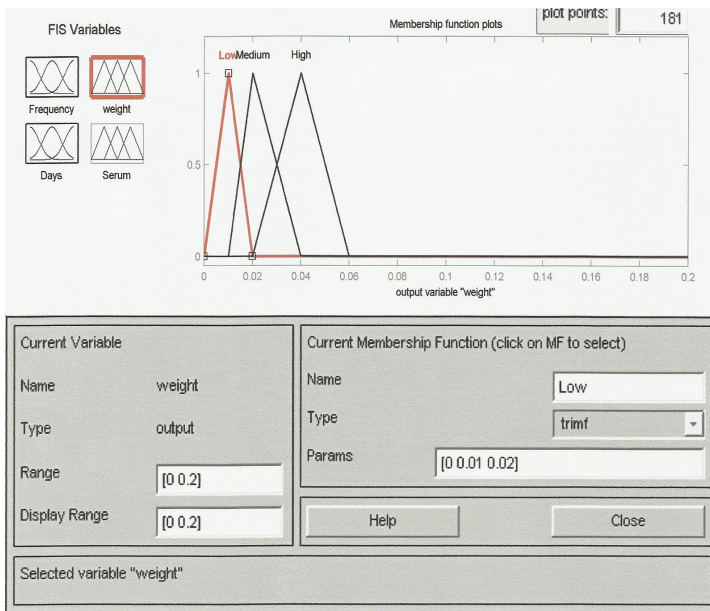 FIS Variables
Membership function plots
plot points:
181
Low
Medium
High
Frequency
weight
Days
Serum
1
0.5
0
0
0.02
0.04
0.06
0.08
0.1
0.12
0.14
0.16
0.18
0.2
output variable "weight"
Current Variable
Name
weight
Type
output
Range
[0 0.2]
Display Range
[0 0.2]
Current Membership Function (click on MF to select)
Name
Low
Type
trimf
Params
[0 0.01 0.02]
Help
Close
Selected variable "weight"